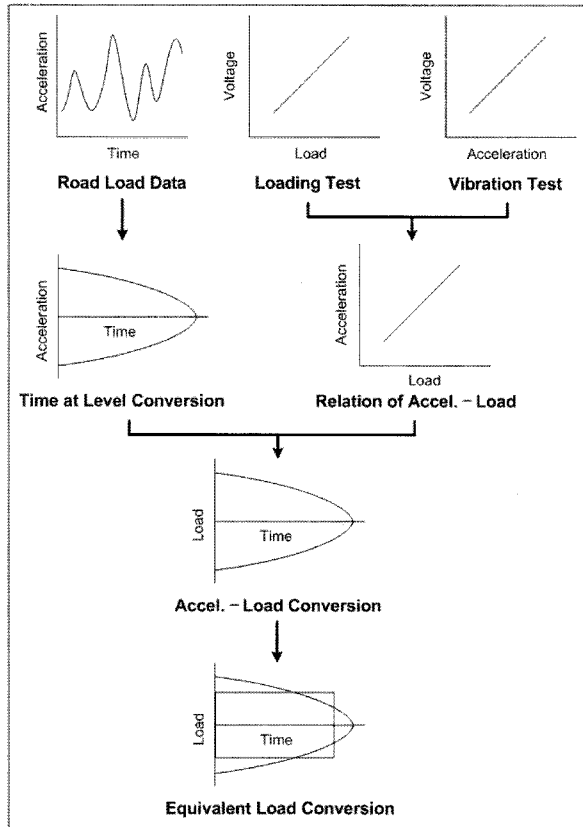 Acceleration
Time
Road Load Data
Voltage
Load
Loading Test
Voltage
Acceleration
Vibration Test
Acceleration
Time
Time at Level Conversion
Acceleration
Load
Relation of Accel. – Load
Load
Time
Accel. – Load Conversion
Load
Time
Equivalent Load Conversion